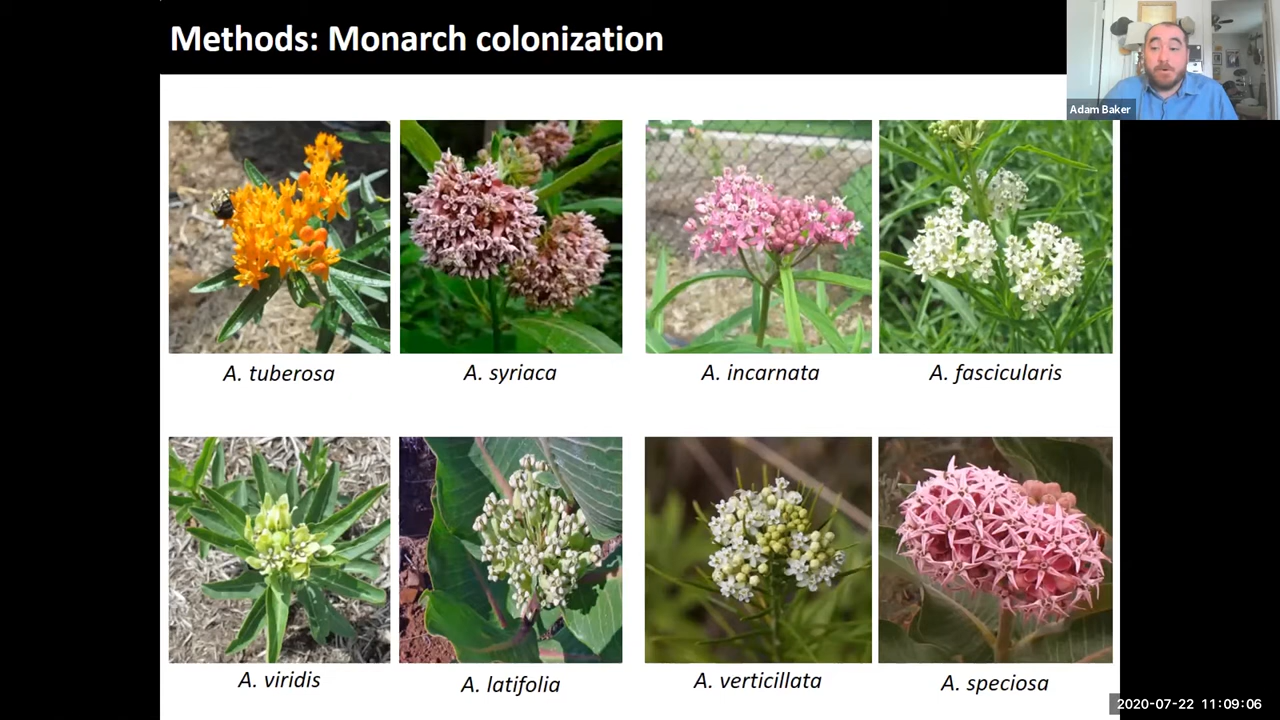 Methods: Monarch colonization
Adam Baker
A. tuberosa
A. syriaca
A. incarnata
A. fascicularis
A. viridis
A. latifolia
A. verticillata
A. speciosa
2020-07-22 11:09:06